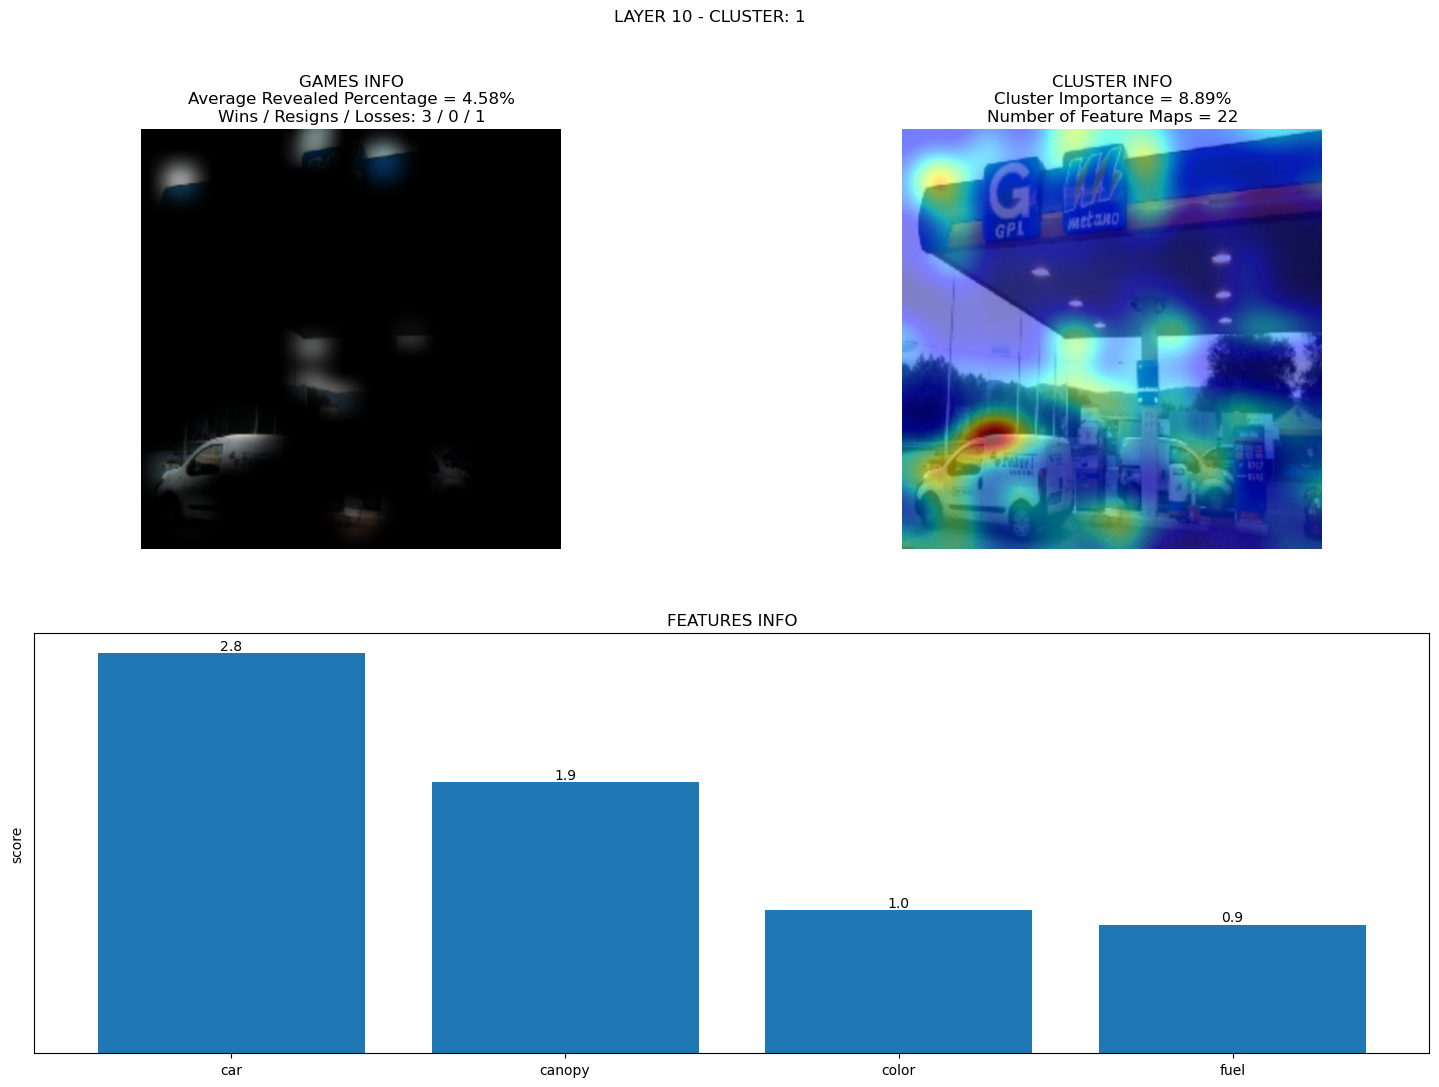 LAYER 10 - CLUSTER: 1
GAMES INFO
Average Revealed Percentage = 4.58%
Wins / Resigns / Losses: 3 / 0 / 1
CLUSTER INFO
Cluster Importance = 8.89%
Number of Feature Maps = 22
G
GPL
metano
FEATURES INFO
score
2.8
1.9
1.0
0.9
car
canopy
color
fuel